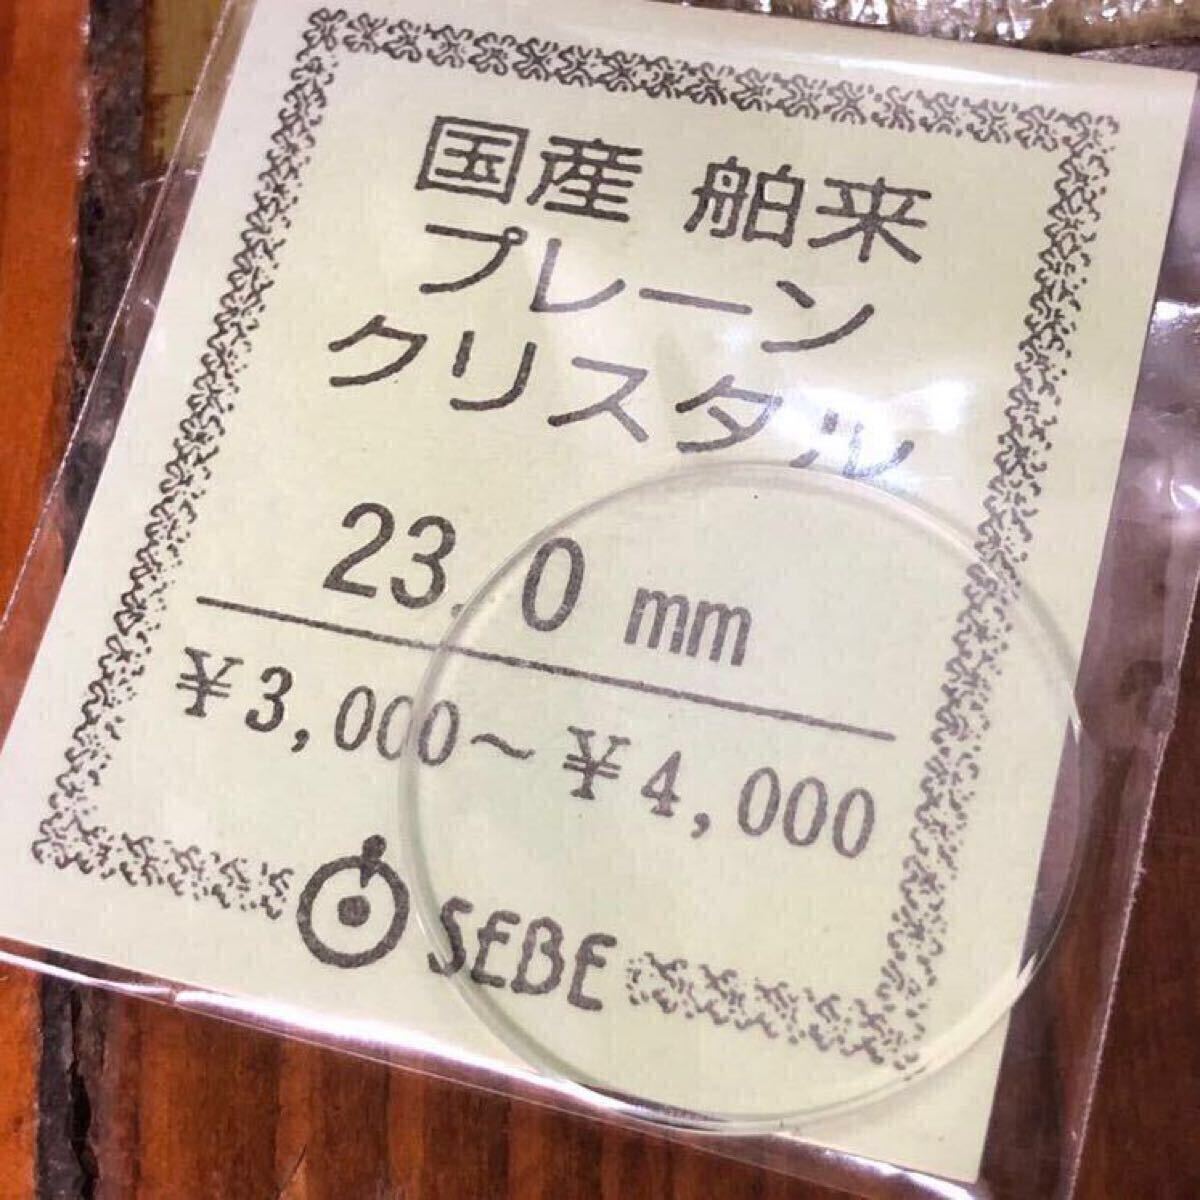 国産 舶来
プレーン
クリスタル
23.0 mm
¥3,000～¥4,000
SEBE